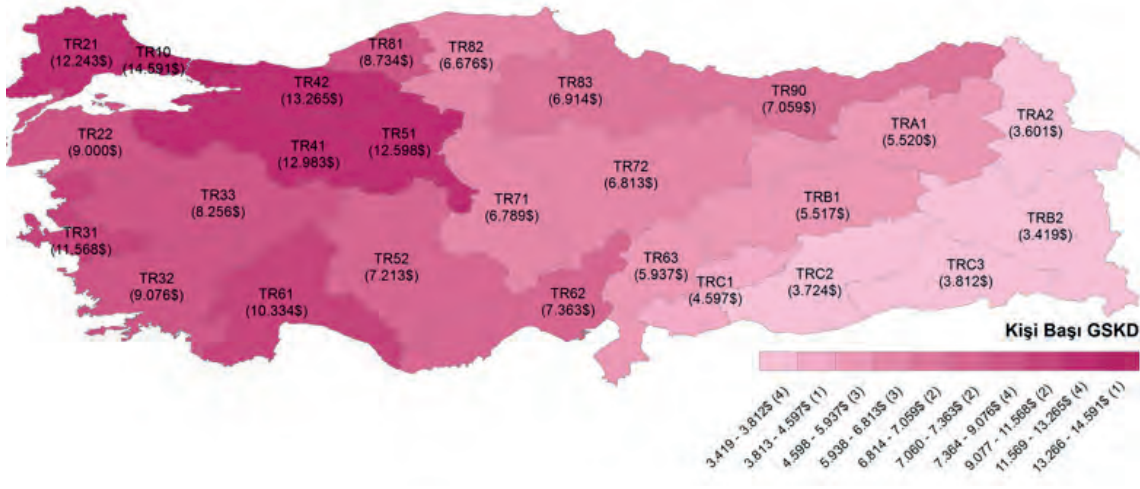 TR21
(12.243$)
TR10
(14.591$)
TR42
(13.265$)
TR81
(8.734$)
TR82
(6.676$)
TR83
(6.914$)
TR90
(7.059$)
TRA1
(5.520$)
TRA2
(3.601$)
TR22
(9.000$)
TR41
(12.983$)
TR51
(12.598$)
TR33
(8.256$)
TR71
(6.789$)
TR72
(6.813$)
TRB1
(5.517$)
TRB2
(3.419$)
TR31
(11.568$)
TR32
(9.076$)
TR61
(10.334$)
TR52
(7.213$)
TR62
(7.363$)
TR63
(5.937$)
TRC1
(4.597$)
TRC2
(3.724$)
TRC3
(3.812$)
Kişi Başı GSKD
3.419 - 3.812$ (4)
3.813 - 4.597$ (1)
4.598 - 5.937$ (3)
5.938 - 6.813$ (3)
6.814 - 7.059$ (2)
7.060 - 7.363$ (2)
7.364 - 9.076$ (4)
9.077 - 11.568$ (2)
11.569 - 13.265$ (4)
13.266 - 14.591$ (1)